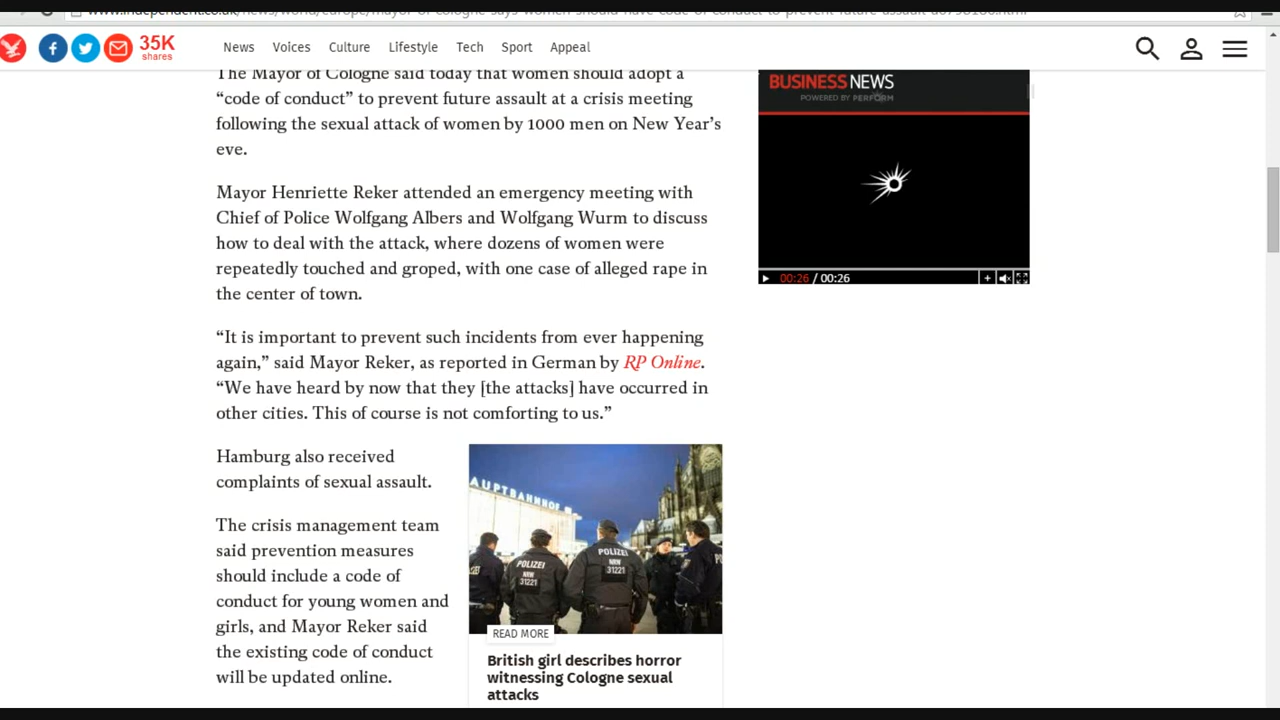 35K
shares
News Voices Culture Lifestyle Tech Sport Appeal
The Mayor of Cologne said today that women should adopt a
“code of conduct” to prevent future assault at a crisis meeting
following the sexual attack of women by 1000 men on New Year’s
eve.
Mayor Henriette Reker attended an emergency meeting with
Chief of Police Wolfgang Albers and Wolfgang Wurm to discuss
how to deal with the attack, where dozens of women were
repeatedly touched and groped, with one case of alleged rape in
the center of town.
“It is important to prevent such incidents from ever happening
again,” said Mayor Reker, as reported in German by RP Online.
“We have heard by now that they [the attacks] have occurred in
other cities. This of course is not comforting to us.”
Hamburg also received
complaints of sexual assault.
The crisis management team
said prevention measures
should include a code of
conduct for young women and
girls, and Mayor Reker said
the existing code of conduct
will be updated online.
BUSINESS NEWS
POWERED BY PERFORM
00:26 / 00:26
AUPTBAHNHOF
POLIZEI
NRW
31221
POLIZEI
NRW
31221
READ MORE
British girl describes horror
witnessing Cologne sexual
attacks